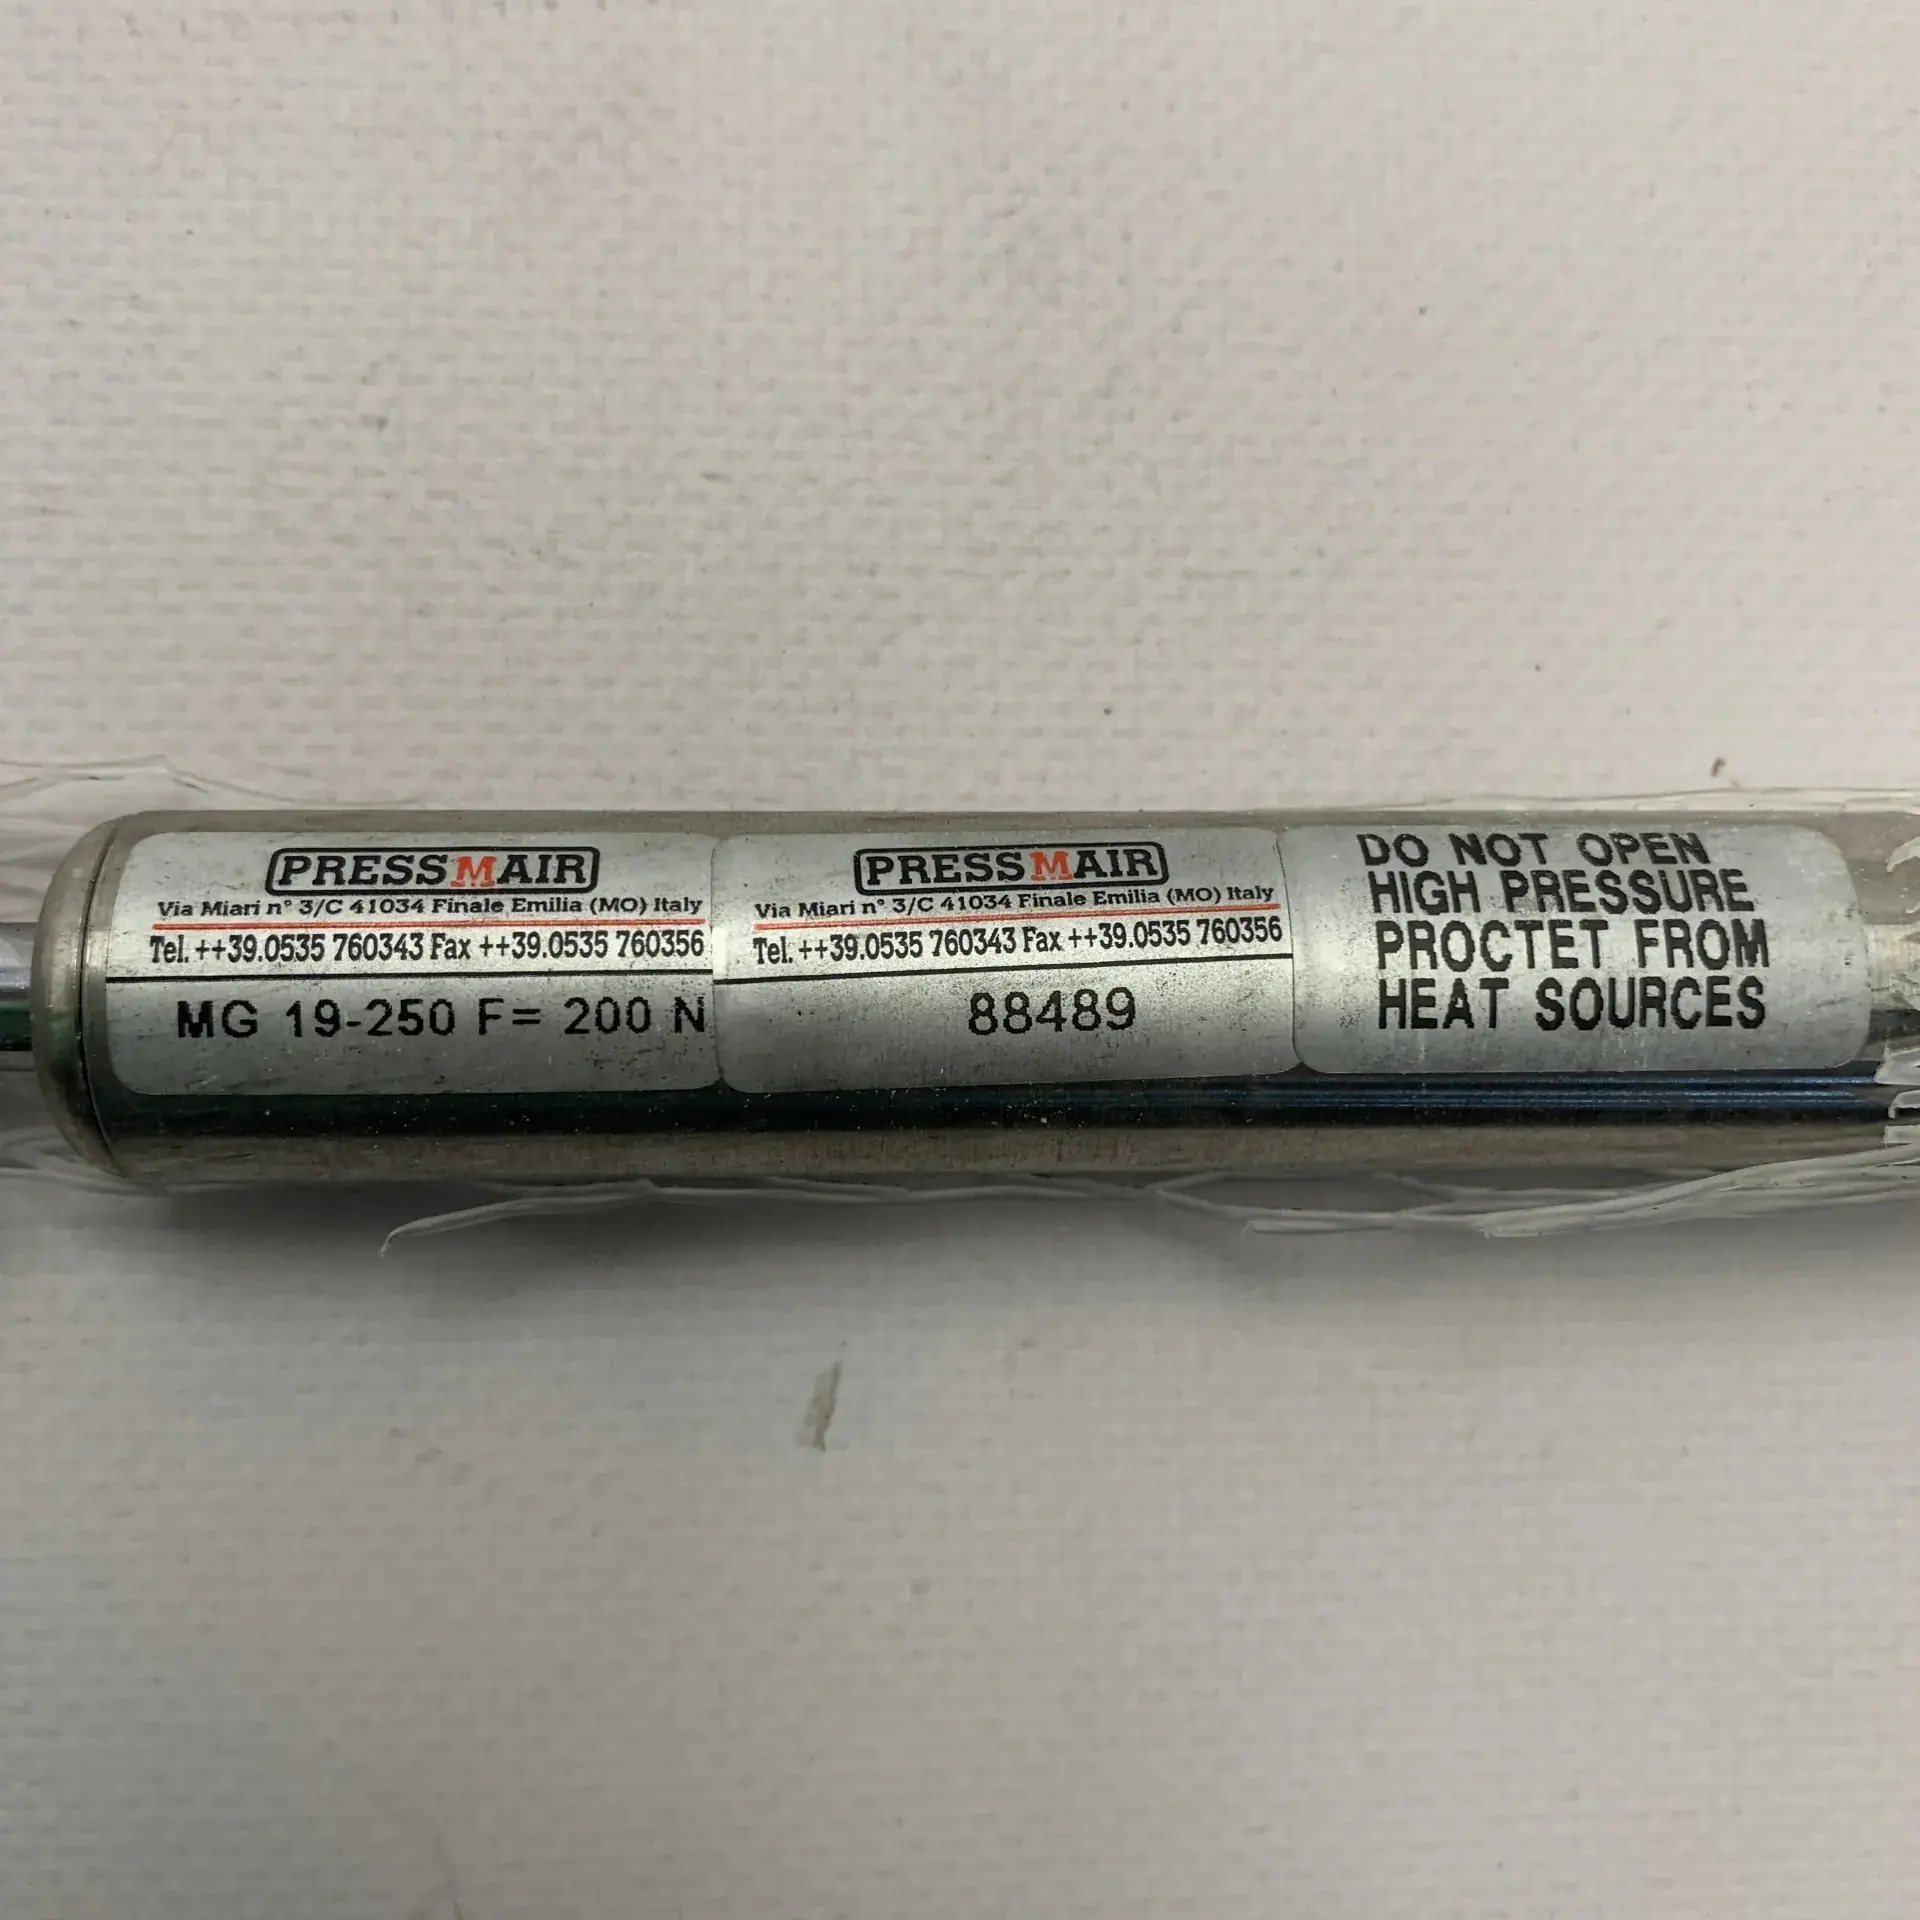 PRESSMAIR
Via Miari n° 3/C 41034 Finale Emilia (MO) Italy
Tel. ++39.0535 760343 Fax ++39.0535 760356
MG 19-250 F= 200 N
PRESSMAIR
Via Miari n° 3/C 41034 Finale Emilia (MO) Italy
Tel. ++39.0535 760343 Fax ++39.0535 760356
88489
DO NOT OPEN
HIGH PRESSURE
PROCTET FROM
HEAT SOURCES